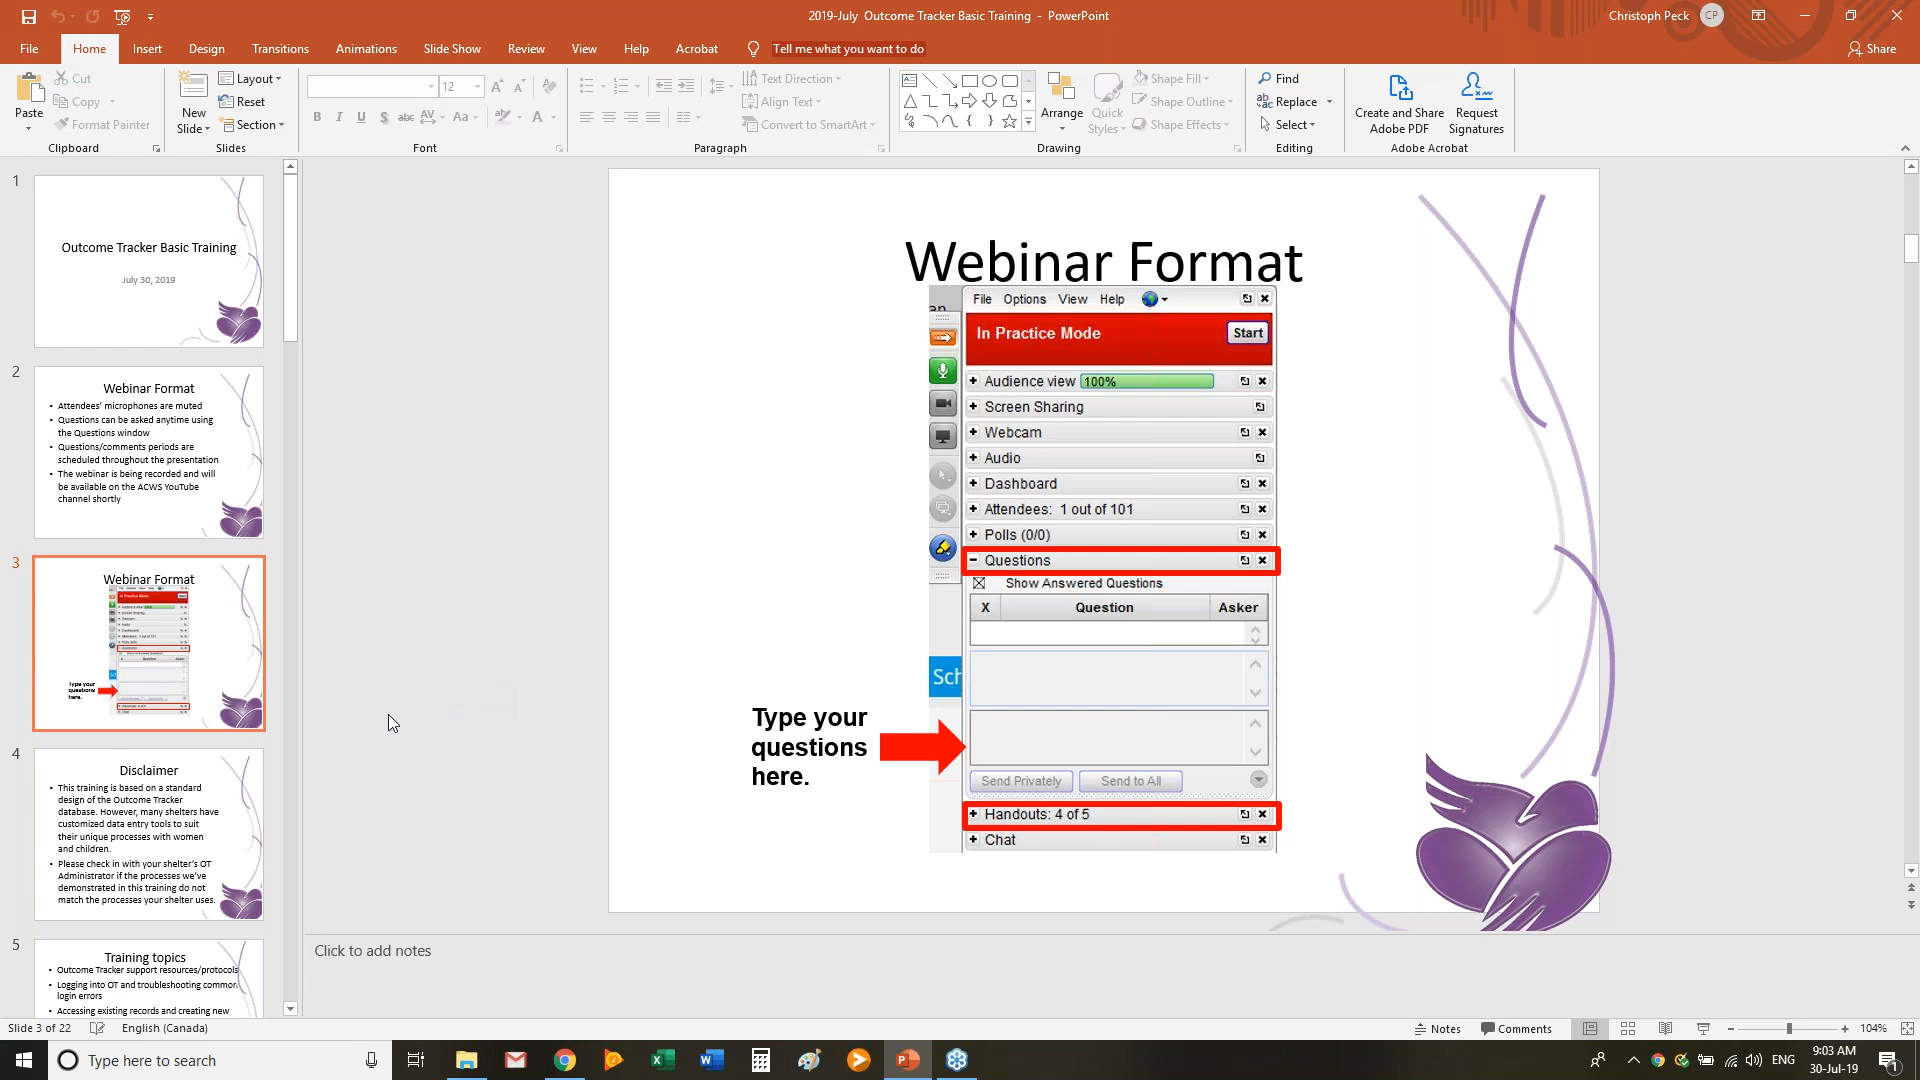 2019-July  Outcome Tracker Basic Training  -  PowerPoint
Christoph Peck
CP
File
Home
Insert
Design
Transitions
Animations
Slide Show
Review
View
Help
Acrobat
Tell me what you want to do
Share
Paste
Cut
Copy
Format Painter
Clipboard
New
Slide
Layout
Reset
Section
Slides
12
Font
Text Direction
Align Text
Convert to SmartArt
Paragraph
Arrange
Quick
Styles
Shape Fill
Shape Outline
Shape Effects
Drawing
Find
Replace
Select
Editing
Create and Share
Adobe PDF
Request
Signatures
Adobe Acrobat
1
Outcome Tracker Basic Training
July 30, 2019
2
Webinar Format
• Attendees' microphones are muted
• Questions can be asked anytime using
the Questions window
• Questions/comments periods are
scheduled throughout the presentation
• The webinar is being recorded and will
be available on the ACWS YouTube
channel shortly
3
Webinar Format
Type your
questions
here.
4
Disclaimer
• This training is based on a standard
design of the Outcome Tracker
database. However, many shelters have
customized data entry tools to suit
their unique processes with women
and children.
• Please check in with your shelter's OT
Administrator if the processes we've
demonstrated in this training do not
match the processes your shelter uses.
5
Training topics
• Outcome Tracker support resources/protocols
• Logging into OT and troubleshooting common
login errors
• Accessing existing records and creating new
Webinar Format
File Options View Help
In Practice Mode
Start
Audience view 100%
Screen Sharing
Webcam
Audio
Dashboard
Attendees: 1 out of 101
Polls (0/0)
Questions
Show Answered Questions
X Question Asker
Sch
Type your
questions
here.
Send Privately
Send to All
Handouts: 4 of 5
Chat
Click to add notes
Slide 3 of 22
English (Canada)
Notes
Comments
104%
Type here to search
ENG
9:03 AM
30-Jul-19
1